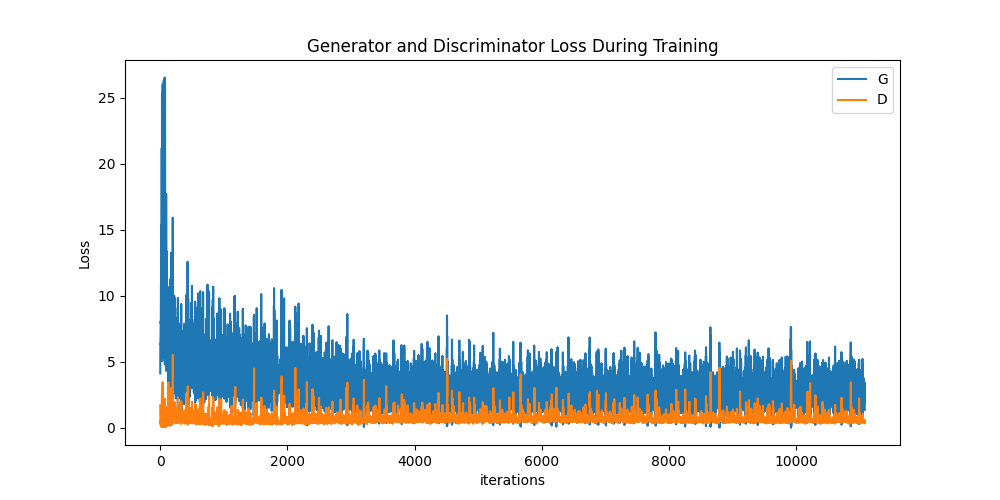 Generator and Discriminator Loss During Training
G
D
Loss
25
20
15
10
5
0
0 2000 4000 6000 8000 10000
iterations